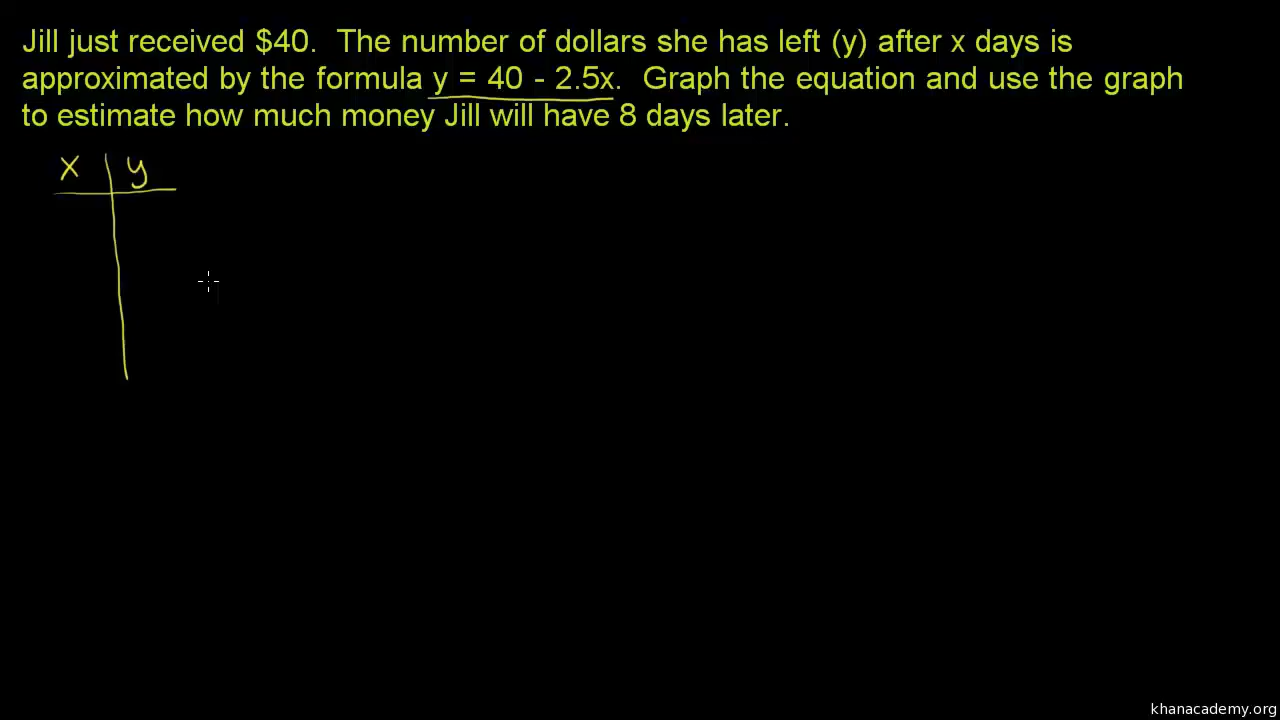 Jill just received $40.  The number of dollars she has left (y) after x days is
approximated by the formula y = 40 - 2.5x.  Graph the equation and use the graph
to estimate how much money Jill will have 8 days later.
x y
khanacademy.org